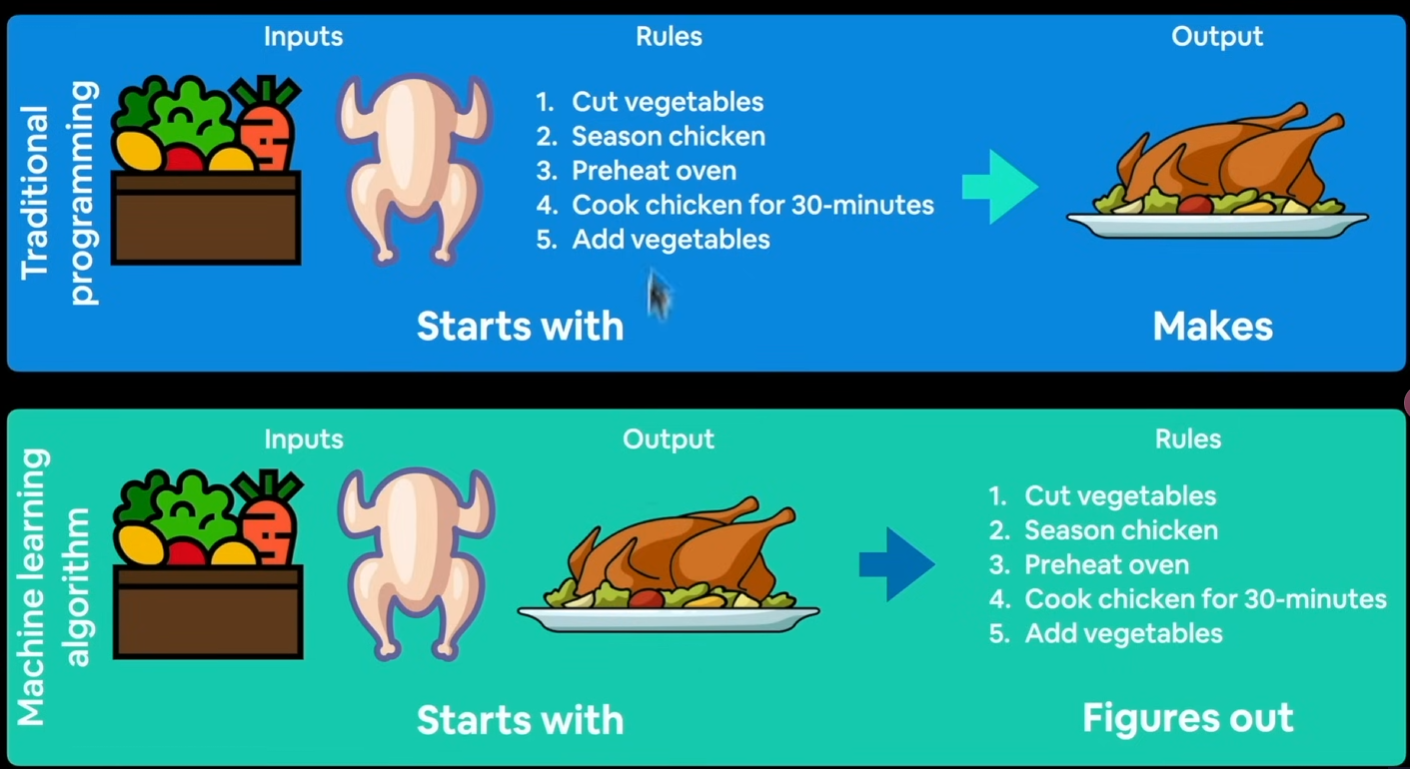 Traditional
programming
Inputs
Rules
Output
1. Cut vegetables
2. Season chicken
3. Preheat oven
4. Cook chicken for 30-minutes
5. Add vegetables
Starts with
Makes
Machine learning
algorithm
Inputs
Output
Rules
1. Cut vegetables
2. Season chicken
3. Preheat oven
4. Cook chicken for 30-minutes
5. Add vegetables
Starts with
Figures out